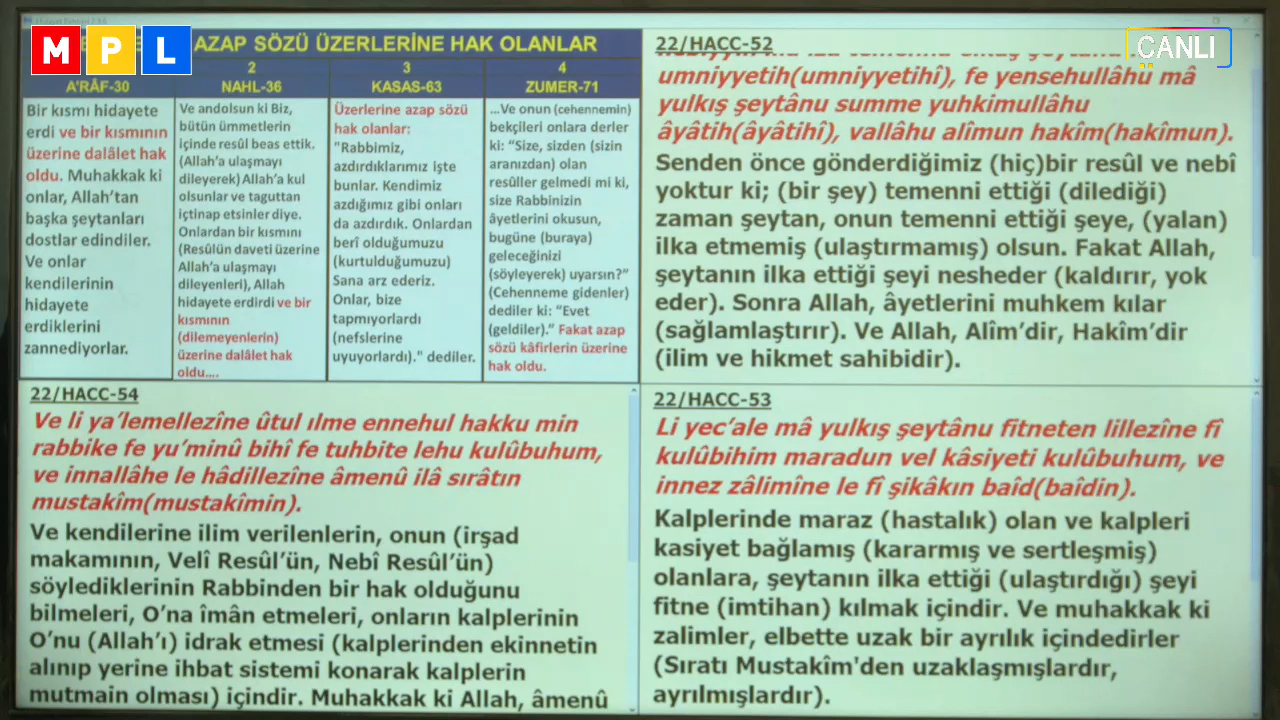 MPL
CANLI
AZAP SÖZÜ ÜZERLERİNE HAK OLANLAR
A'RÂF-30
Bir kısmı hidayete
erdi ve bir kısmının
üzerine dalâlet hak
oldu. Muhakkak ki
onlar, Allah’tan
başka şeytanları
dostlar edindiler.
Ve onlar
kendilerinin
hidayete
erdiklerini
zannediyorlar.
2
NAHL-36
Ve andolsun ki Biz,
bütün ümmetlerin
içinde resûl beas ettik.
(Allah’a ulaşmayı
dileyerek) Allah’a kul
olsunlar ve taguttan
içtinap etsinler diye.
Onlardan bir kısmını
(Resûlün daveti üzerine
Allah’a ulaşmayı
dileyenleri), Allah
hidayete erdirdi ve bir
kısmının
(dilemeyenlerin)
üzerine dalâlet hak
oldu….
3
KASAS-63
Üzerlerine azap sözü
hak olanlar:
"Rabbimiz,
azdırdıklarımız işte
bunlar. Kendimiz
azdığımız gibi onları
da azdırdık. Onlardan
berî olduğumuzu
(kurtulduğumuzu)
Sana arz ederiz.
Onlar, bize
tapmıyorlardı
(nefslerine
uyuyorlardı)." dediler.
4
ZUMER-71
…Ve onun (cehennemin)
bekçileri onlara derler
ki: “Size, sizden (sizin
aranızdan) olan
resûller gelmedi mi ki,
size Rabbinizin
âyetlerini okusun,
bugüne (buraya)
geleceğinizi
(söyleyerek) uyarsın?”
(Cehenneme gidenler)
dediler ki: “Evet
(geldiler).” Fakat azap
sözü kâfirlerin üzerine
hak oldu.
22/HACC-52
umniyyetih(umniyyetihî), fe yensehullâhu mâ
yulkış şeytânu summe yuhkimullâhu
âyâtih(âyâtihî), vallâhu alîmun hakîm(hakîmun).
Senden önce gönderdiğimiz (hiç)bir resûl ve nebî
yoktur ki; (bir şey) temenni ettiği (dilediği)
zaman şeytan, onun temenni ettiği şeye, (yalan)
ilka etmemiş (ulaştırmamış) olsun. Fakat Allah,
şeytanın ilka ettiği şeyi nesheder (kaldırır, yok
eder). Sonra Allah, âyetlerini muhkem kılar
(sağlamlaştırır). Ve Allah, Alîm’dir, Hakîm’dir
(ilim ve hikmet sahibidir).
22/HACC-54
Ve li ya’lemellezîne ûtul ılme ennehul hakku min
rabbike fe yu’minû bihî fe tuhbite lehu kulûbuhum,
ve innallâhe le hâdillezîne âmenû ilâ sırâtın
mustakîm(mustakîmin).
Ve kendilerine ilim verilenlerin, onun (irşad
makamının, Velî Resûl’ün, Nebî Resûl’ün)
söylediklerinin Rabbinden bir hak olduğunu
bilmeleri, O’na îmân etmeleri, onların kalplerinin
O’nu (Allah’ı) idrak etmesi (kalplerinden ekinnetin
alınıp yerine ihbat sistemi konarak kalplerin
mutmain olması) içindir. Muhakkak ki Allah, âmenû
22/HACC-53
Li yec’ale mâ yulkış şeytânu fitneten lillezîne fî
kulûbihim maradun vel kâsiyeti kulûbuhum, ve
innez zâlimîne le fî şikâkın baîd(baîdin).
Kalplerinde maraz (hastalık) olan ve kalpleri
kasiyet bağlamış (kararmış ve sertleşmiş)
olanlara, şeytanın ilka ettiği (ulaştırdığı) şeyi
fitne (imtihan) kılmak içindir. Ve muhakkak ki
zalimler, elbette uzak bir ayrılık içindedirler
(Sıratı Mustakîm'den uzaklaşmışlardır,
ayrılmışlardır).